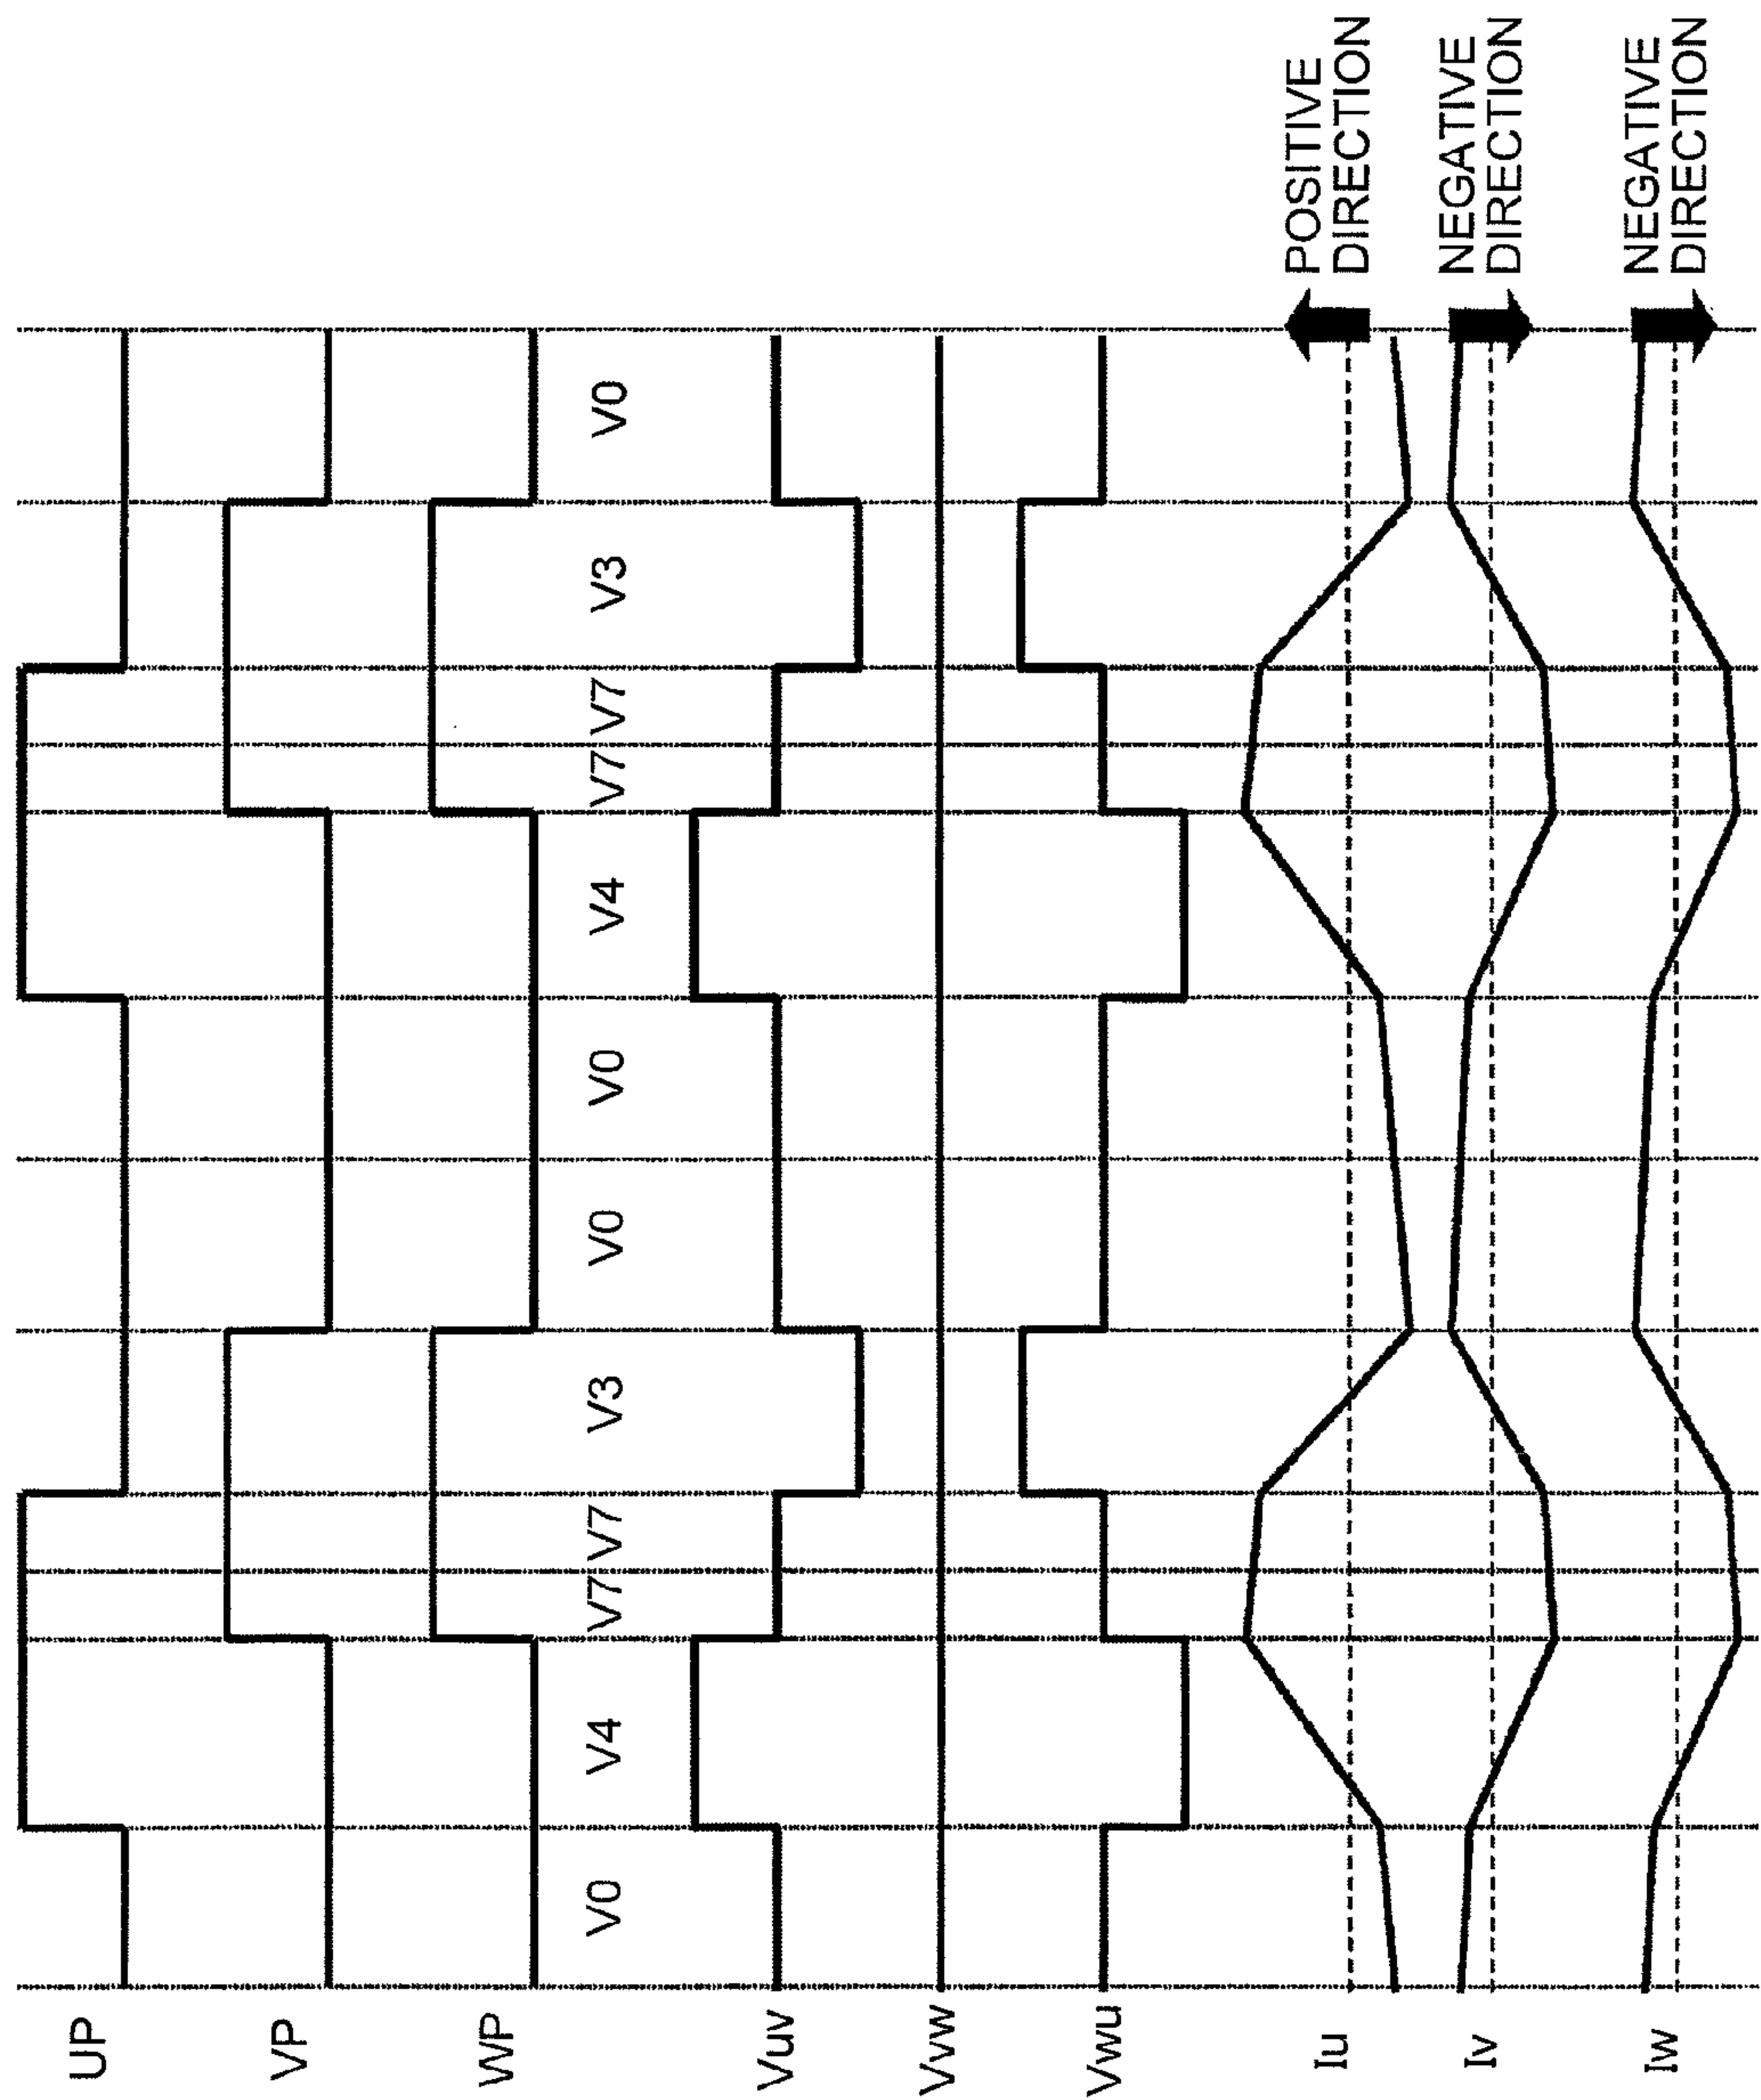 UP
VP
WP
V0 V4 V7 V7 V3 V0 V0 V4 V7 V7 V3 V0
Vuv
Vvw
Vwu
Iu
POSITIVE
DIRECTION
Iv
NEGATIVE
DIRECTION
Iw
NEGATIVE
DIRECTION